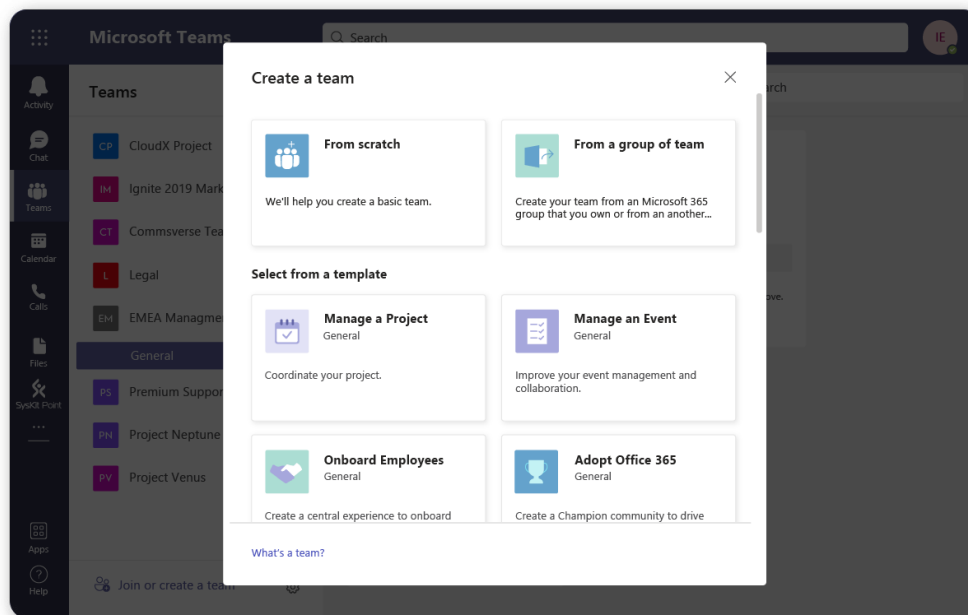 Microsoft Teams
Search
IE
Activity
Chat
Teams
Calendar
Calls
Files
SysKit Point
Apps
Help
Teams
CP CloudX Project
IM Ignite 2019 Mark
CT Commsverse Tea
L Legal
EM EMEA Managme
General
PS Premium Suppor
PN Project Neptune
PV Project Venus
Join or create a team
Create a team
From scratch
We'll help you create a basic team.
From a group of team
Create your team from an Microsoft 365
group that you own or from an another...
Select from a template
Manage a Project
General
Coordinate your project.
Manage an Event
General
Improve your event management and
collaboration.
Onboard Employees
General
Create a central experience to onboard
Adopt Office 365
General
Create a Champion community to drive
What's a team?